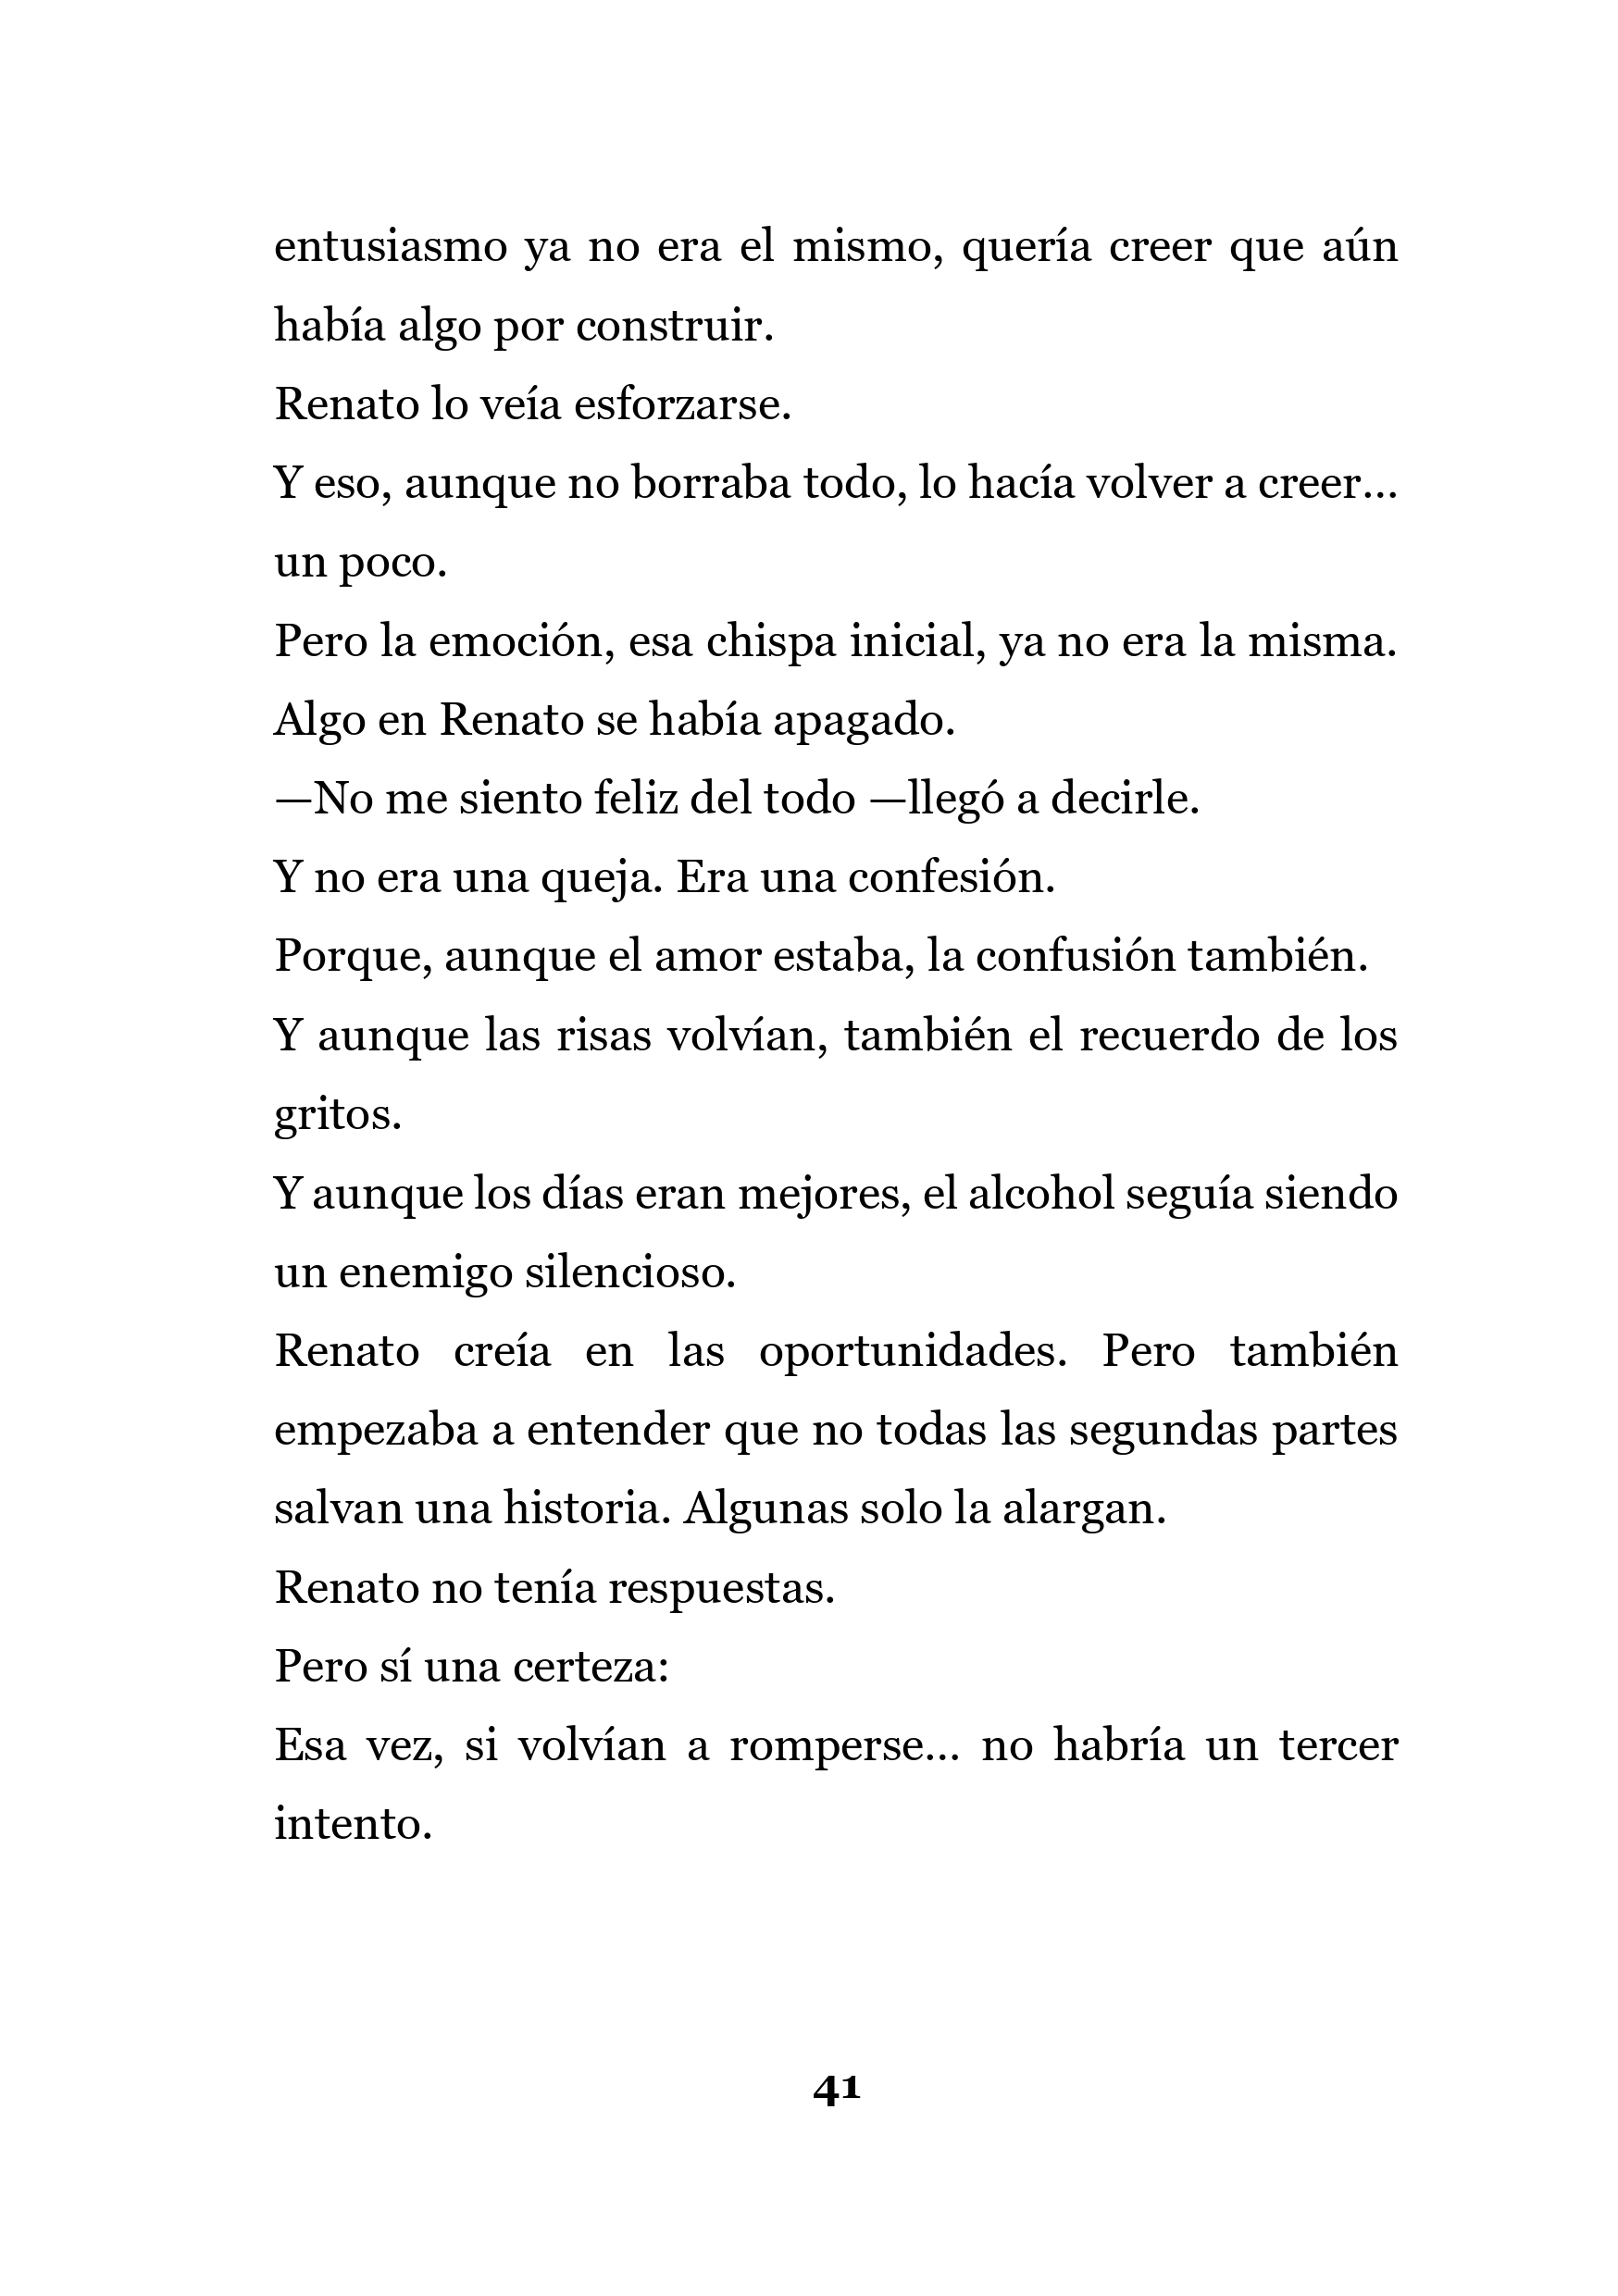 entusiasmo ya no era el mismo, quería creer que aún
había algo por construir.
Renato lo veía esforzarse.
Y eso, aunque no borraba todo, lo hacía volver a creer…
un poco.
Pero la emoción, esa chispa inicial, ya no era la misma.
Algo en Renato se había apagado.
—No me siento feliz del todo —llegó a decirle.
Y no era una queja. Era una confesión.
Porque, aunque el amor estaba, la confusión también.
Y aunque las risas volvían, también el recuerdo de los
gritos.
Y aunque los días eran mejores, el alcohol seguía siendo
un enemigo silencioso.
Renato creía en las oportunidades. Pero también
empezaba a entender que no todas las segundas partes
salvan una historia. Algunas solo la alargan.
Renato no tenía respuestas.
Pero sí una certeza:
Esa vez, si volvían a romperse… no habría un tercer
intento.
41